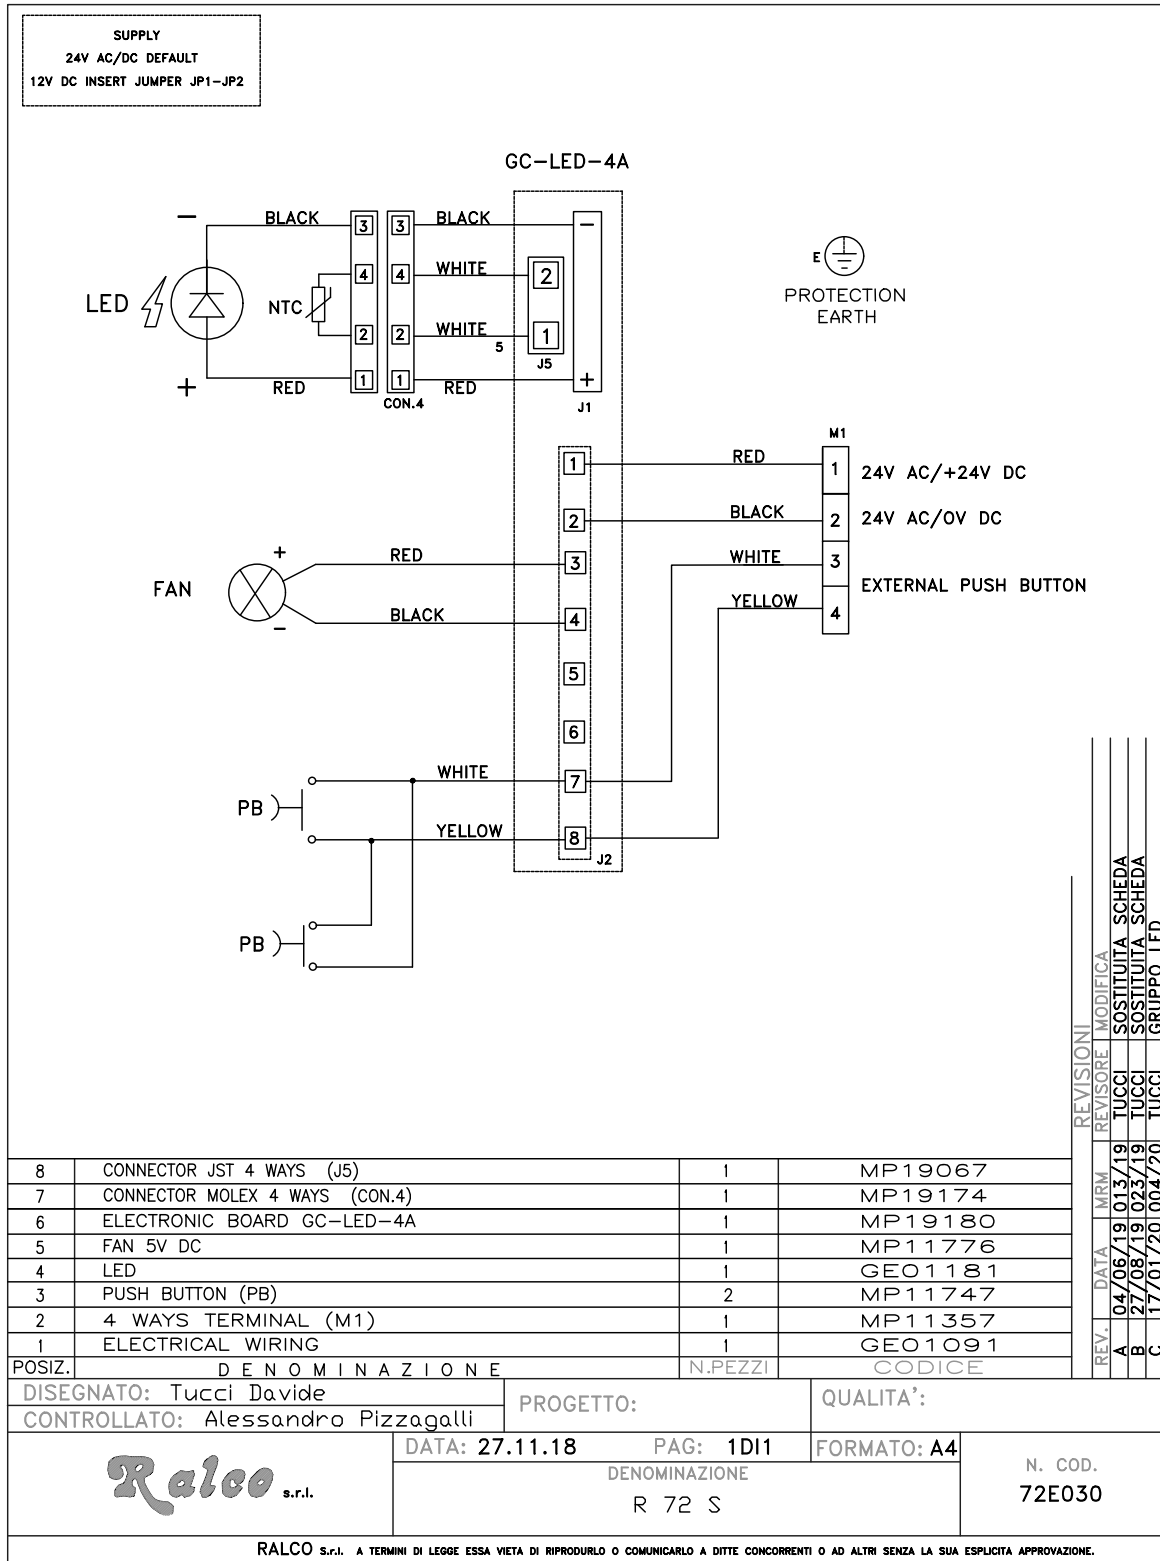 SUPPLY
24V AC/DC DEFAULT
12V DC INSERT JUMPER JP1-JP2
GC-LED-4A
BLACK 3 3 BLACK −
−
LED
+
NTC
4 4 WHITE 2
2 2 WHITE 1
5
J5
RED 1 1 RED +
CON.4
J1
E
PROTECTION
EARTH
M1
1 RED 1 24V AC/+24V DC
2 BLACK 2 24V AC/0V DC
FAN
+
−
RED 3 WHITE 3
EXTERNAL PUSH BUTTON
BLACK 4 YELLOW 4
5
6
PB
WHITE 7
YELLOW 8
J2
PB
REVISIONI
REV. DATA MRM REVISORE MODIFICA
A 04/06/19 013/19 TUCCI SOSTITUITA SCHEDA
B 27/08/19 023/19 TUCCI SOSTITUITA SCHEDA
C 17/01/20 004/20 TUCCI GRUPPO LED
8 CONNECTOR JST 4 WAYS (J5) 1 MP19067
7 CONNECTOR MOLEX 4 WAYS (CON.4) 1 MP19174
6 ELECTRONIC BOARD GC-LED-4A 1 MP19180
5 FAN 5V DC 1 MP11776
4 LED 1 GE01181
3 PUSH BUTTON (PB) 2 MP11747
2 4 WAYS TERMINAL (M1) 1 MP11357
1 ELECTRICAL WIRING 1 GE01091
POSIZ. DENOMINAZIONE N.PEZZI CODICE
DISEGNATO: Tucci Davide
CONTROLLATO: Alessandro Pizzagalli
PROGETTO:
QUALITA':
Ralco s.r.l.
DATA: 27.11.18 PAG: 1DI1 FORMATO: A4
DENOMINAZIONE
R 72 S
N. COD.
72E030
RALCO S.r.l. A TERMINI DI LEGGE ESSA VIETA DI RIPRODURLO O COMUNICARLO A DITTE CONCORRENTI O AD ALTRI SENZA LA SUA ESPLICITA APPROVAZIONE.